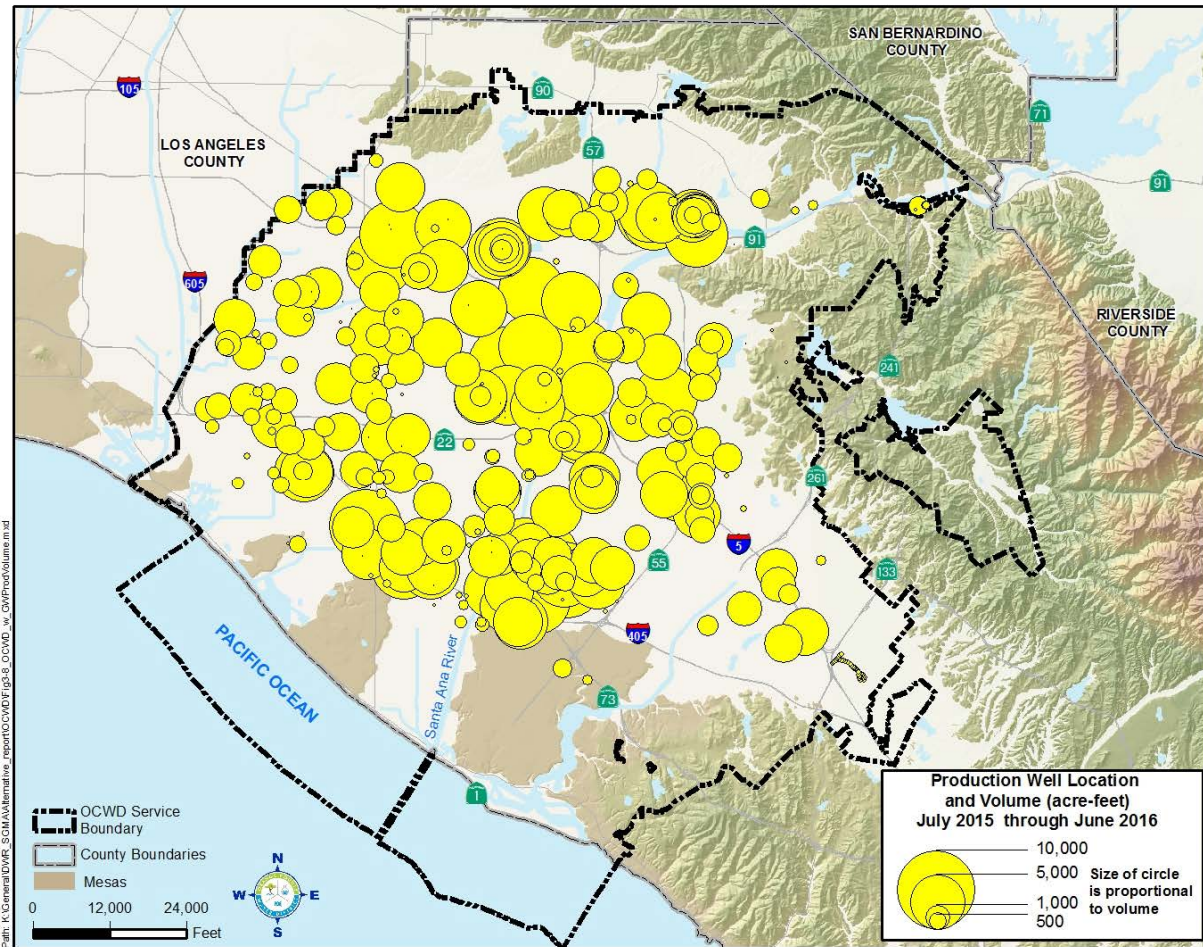 SAN BERNARDINO
COUNTY
105
90
71
LOS ANGELES
COUNTY
57
91
91
605
RIVERSIDE
COUNTY
241
22
261
5
55
133
405
PACIFIC OCEAN
Santa Ana River
73
1
OCWD Service
Boundary
County Boundaries
Mesas
0 12,000 24,000
Feet
N
W E
S
Production Well Location
and Volume (acre-feet)
July 2015 through June 2016
10,000
5,000
1,000
500
Size of circle
is proportional
to volume